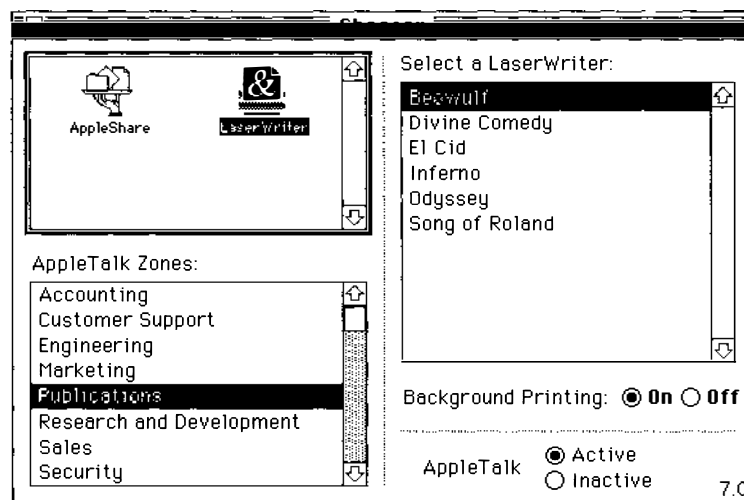 AppleShare
LaserWriter
AppleTalk Zones:
Accounting
Customer Support
Engineering
Marketing
Publications
Research and Development
Sales
Security
Select a LaserWriter:
Beowulf
Divine Comedy
El Cid
Inferno
Odyssey
Song of Roland
Background Printing: On Off
AppleTalk
Active
Inactive
7.0